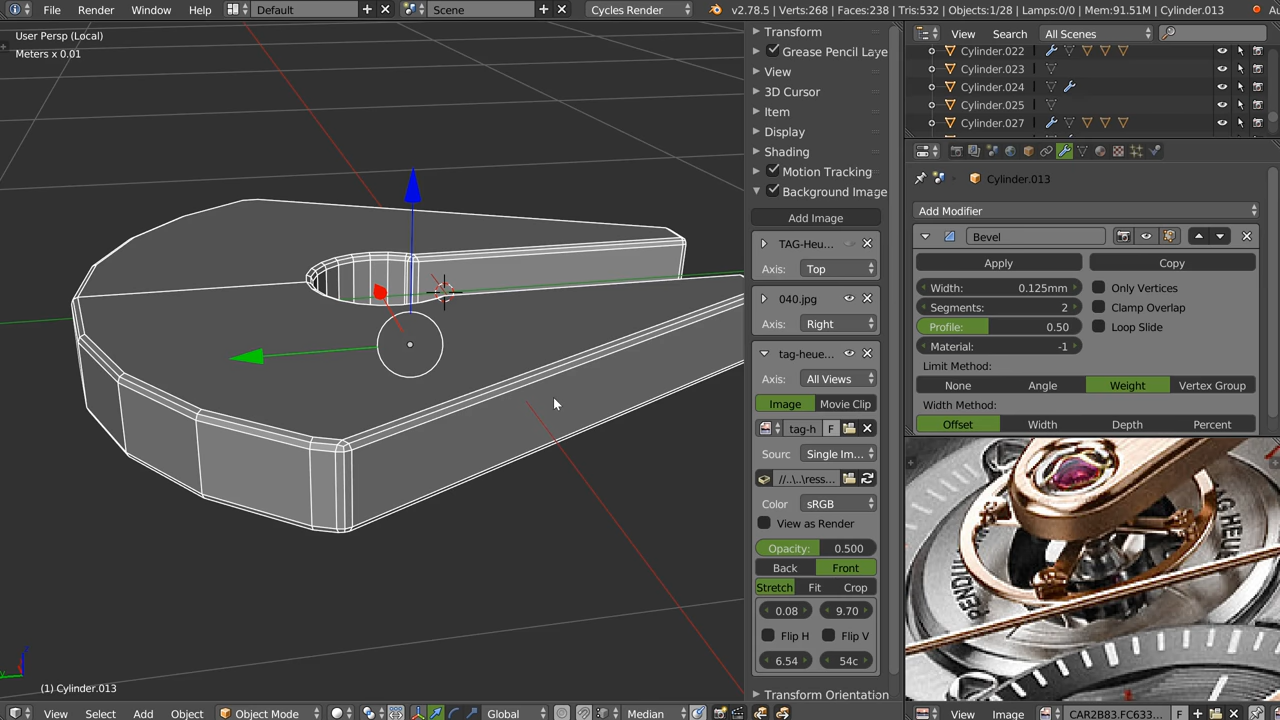 File Render Window Help Default Scene Cycles Render v2.78.5 | Verts:268 | Faces:238 | Tris:532 | Objects:1/28 | Lamps:0/0 | Mem:91.51M | Cylinder.013
User Persp (Local)
Meters x 0.01
(1) Cylinder.013
View Select Add Object Object Mode Global Median
Transform
Grease Pencil Laye
View
3D Cursor
Item
Display
Shading
Motion Tracking
Background Image
Add Image
TAG-Heu...
Axis: Top
040.jpg
Axis: Right
tag-heue...
Axis: All Views
Image Movie Clip
tag-h F
Sourc Single Im...
//..\..\ress...
Color sRGB
View as Render
Opacity: 0.500
Back Front
Stretch Fit Crop
0.08 9.70
Flip H Flip V
6.54 54c
Transform Orientation
View Search All Scenes
Cylinder.022
Cylinder.023
Cylinder.024
Cylinder.025
Cylinder.027
Cylinder.013
Add Modifier
Bevel
Apply Copy
Width: 0.125mm Only Vertices
Segments: 2 Clamp Overlap
Profile: 0.50 Loop Slide
Material: -1
Limit Method:
None Angle Weight Vertex Group
Width Method:
Offset Width Depth Percent
G HEUER
PEND
View Image CAR2B83.FC633... F